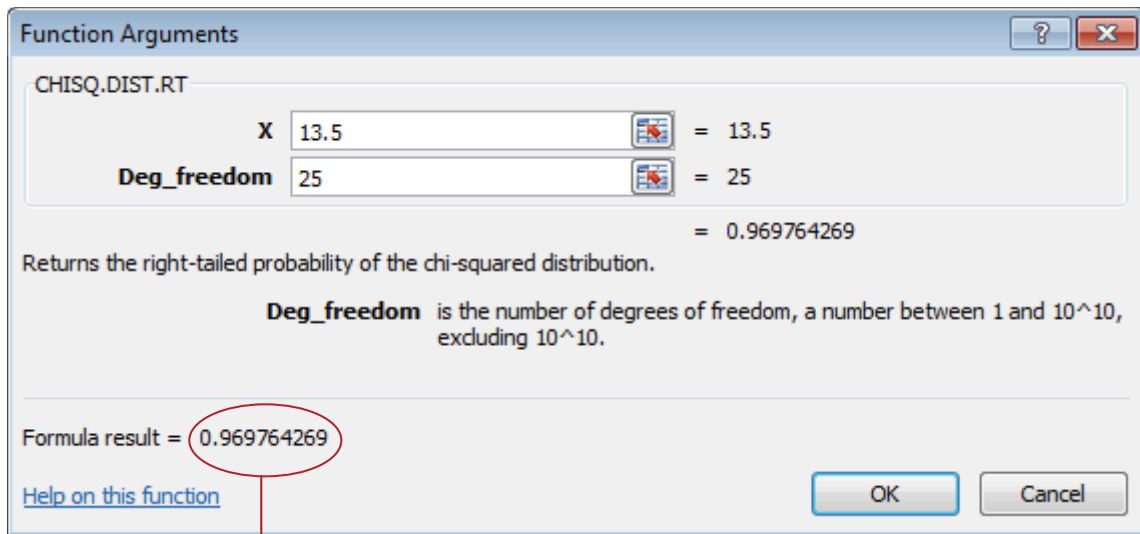 Function Arguments
?
CHISQ.DIST.RT
X 13.5 = 13.5
Deg_freedom 25 = 25
= 0.969764269
Returns the right-tailed probability of the chi-squared distribution.
Deg_freedom is the number of degrees of freedom, a number between 1 and 10^10,
excluding 10^10.
Formula result = 0.969764269
Help on this function
OK Cancel